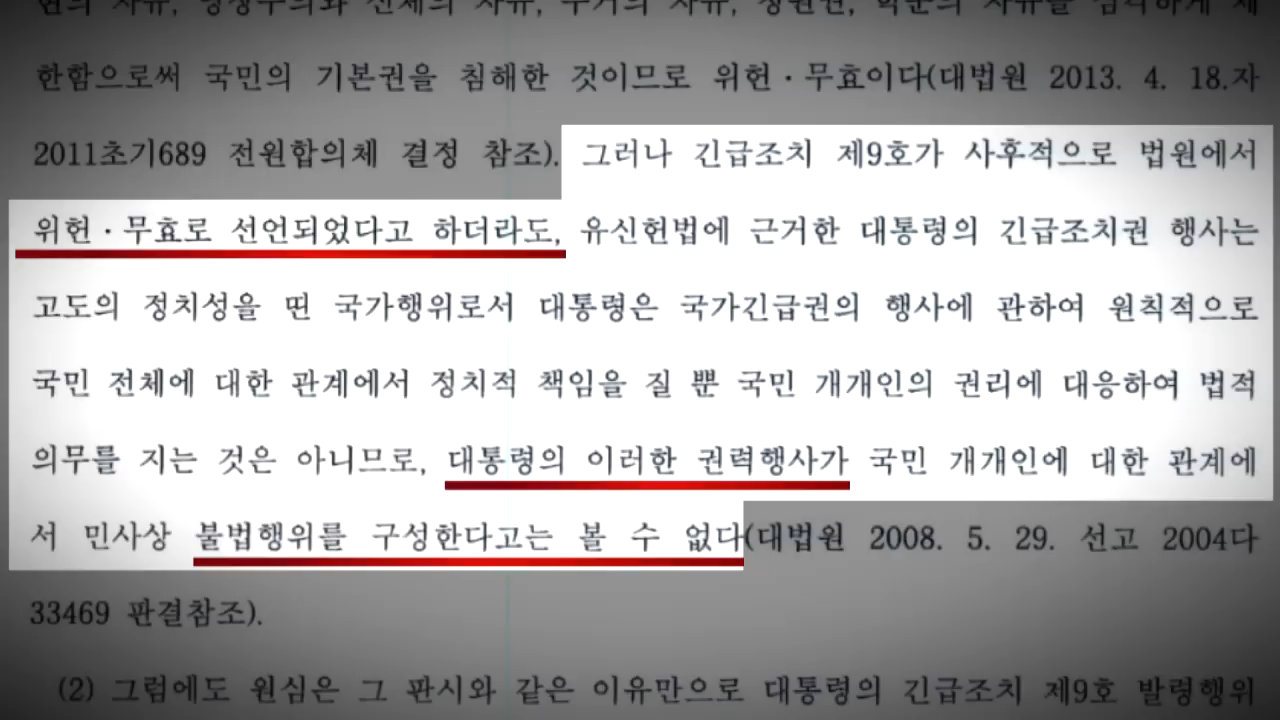 한함으로써 국민의 기본권을 침해한 것이므로 위헌·무효이다(대법원 2013. 4. 18.자
2011초기689 전원합의체 결정 참조). 그러나 긴급조치 제9호가 사후적으로 법원에서
위헌·무효로 선언되었다고 하더라도, 유신헌법에 근거한 대통령의 긴급조치권 행사는
고도의 정치성을 띤 국가행위로서 대통령은 국가긴급권의 행사에 관하여 원칙적으로
국민 전체에 대한 관계에서 정치적 책임을 질 뿐 국민 개개인의 권리에 대응하여 법적
의무를 지는 것은 아니므로, 대통령의 이러한 권력행사가 국민 개개인에 대한 관계에
서 민사상 불법행위를 구성한다고는 볼 수 없다(대법원 2008. 5. 29. 선고 2004다
33469 판결참조).
(2) 그럼에도 원심은 그 판시와 같은 이유만으로 대통령의 긴급조치 제9호 발령행위